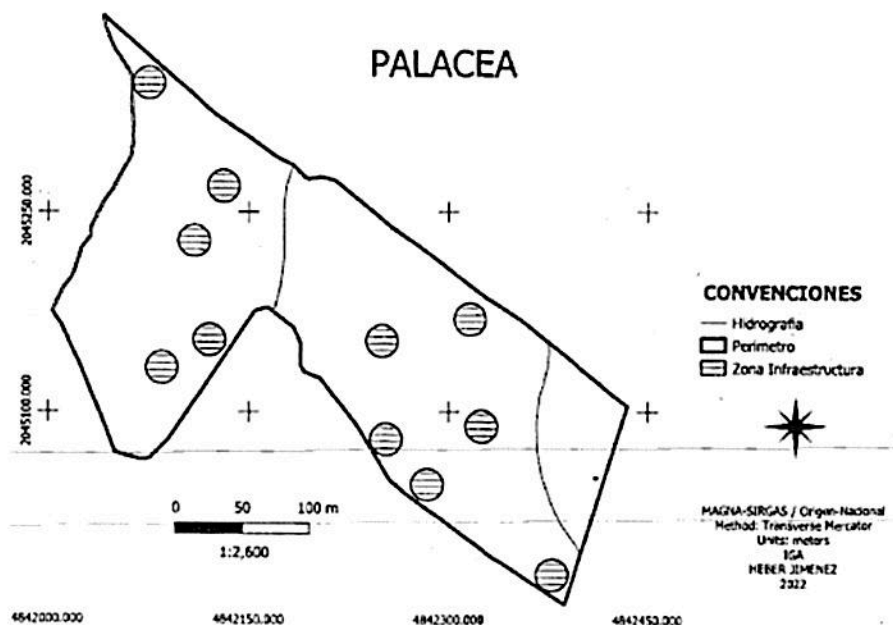 PALACEA
2045250.000
2045100.000
CONVENCIONES
Hidrografia
Perimetro
Zona Infraestructura
0 50 100 m
1:2,600
MAGNA-SIRGAS / Origen-Nacional
Method: Transverse Mercator
Units: meters
IGA
HEBER JIMENEZ
2022
4842000.000 4842150.000 4842300.000 4842450.000